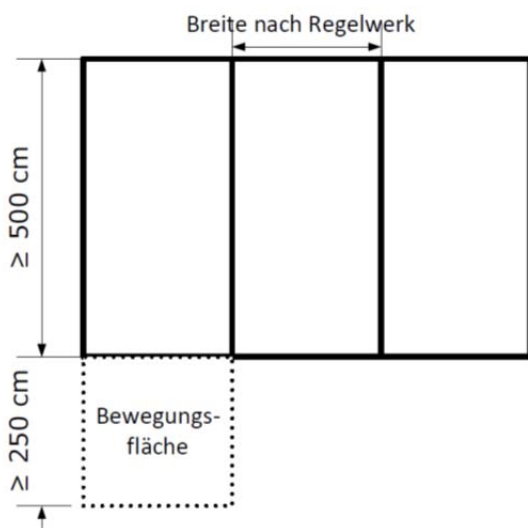 Breite nach Regelwerk
≥ 500 cm
≥ 250 cm
Bewegungs-
fläche